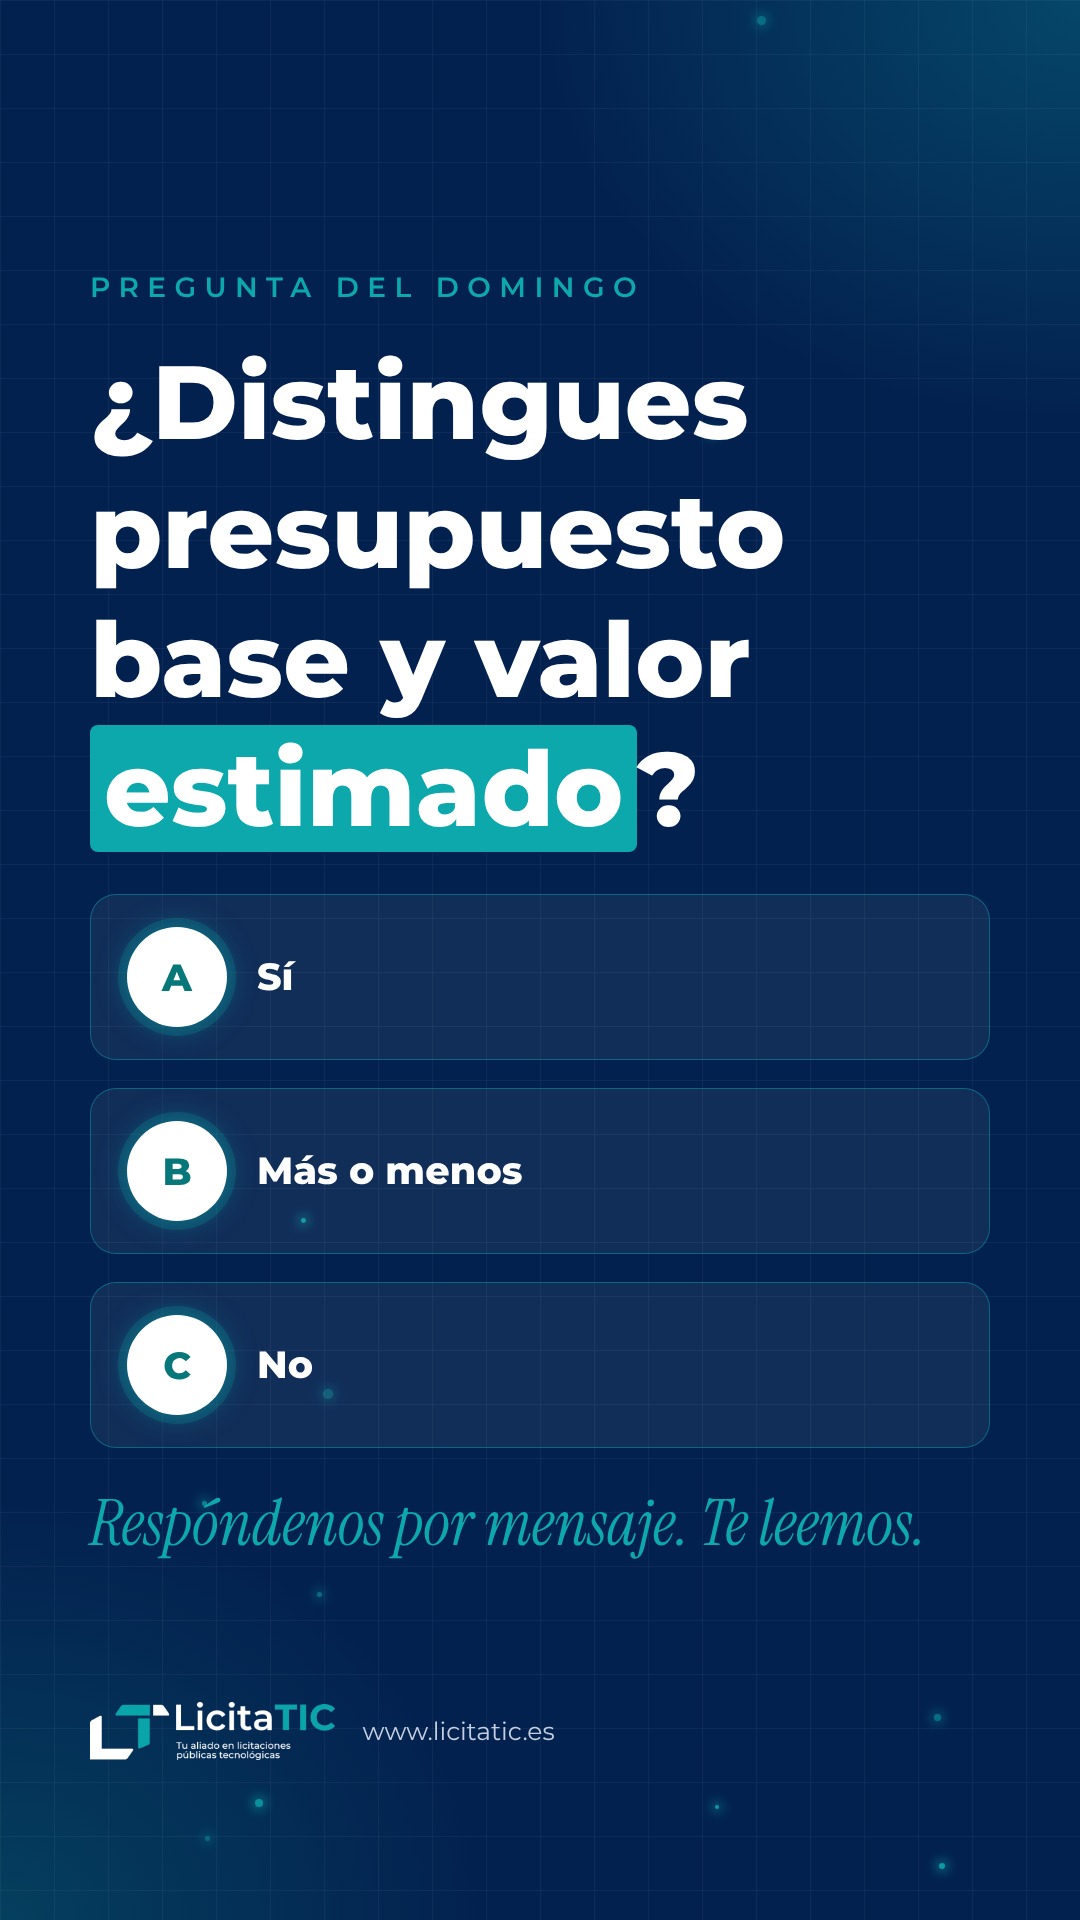 PREGUNTA DEL DOMINGO
¿Distingues
presupuesto
base y valor
estimado?
A Sí
B Más o menos
C No
Respóndenos por mensaje. Te leemos.
LicitaTIC
Tu aliado en licitaciones
públicas tecnológicas
www.licitatic.es